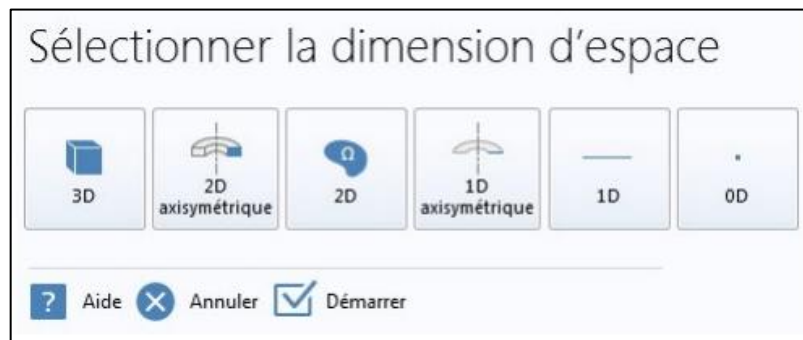 Sélectionner la dimension d'espace
3D
2D
axisymétrique
Ω
2D
1D
axisymétrique
1D
0D
? Aide Annuler Démarrer